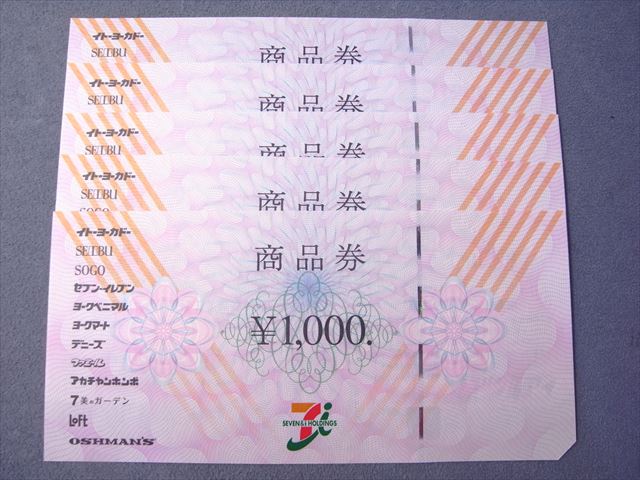 イトーヨーカドー
SEIBU
商品券
イトーヨーカドー
SEIBU
商品券
イトーヨーカドー
SEIBU
商品券
イトーヨーカドー
SEIBU
SOGO
商品券
イトーヨーカドー
SEIBU
SOGO
セブン-イレブン
ヨークベニマル
ヨークマート
デニーズ
ファミール
アカチャンホンポ
7美のガーデン
LoFt
OSHMAN'S
商品券
¥1,000.
7i
SEVEN&i HOLDINGS